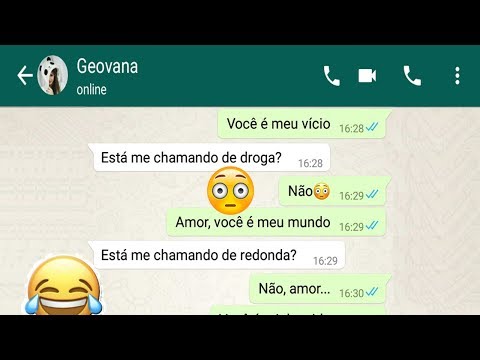 Geovana
online
Você é meu vício 16:28
Está me chamando de droga? 16:28
Não😳 16:29
Amor, você é meu mundo 16:29
Está me chamando de redonda? 16:29
Não, amor... 16:30